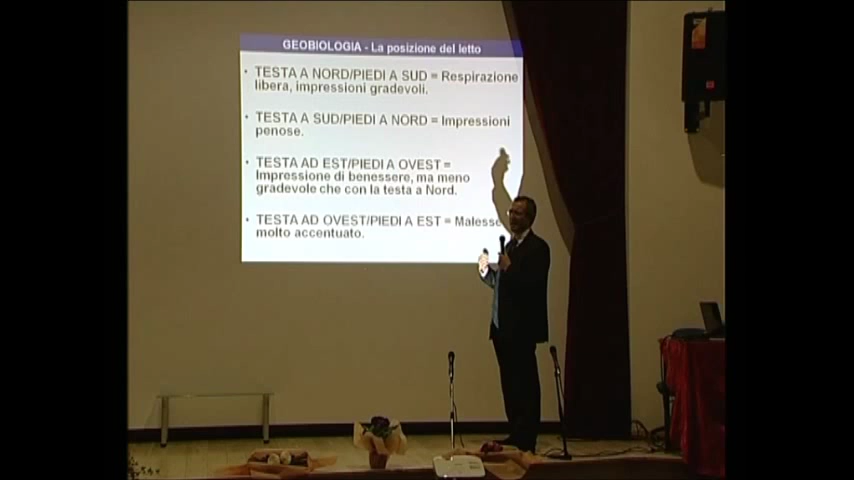 GEOBIOLOGIA - La posizione del letto
• TESTA A NORD/PIEDI A SUD = Respirazione
libera, impressioni gradevoli.
• TESTA A SUD/PIEDI A NORD = Impressioni
penose.
• TESTA AD EST/PIEDI A OVEST =
Impressione di benessere, ma meno
gradevole che con la testa a Nord.
• TESTA AD OVEST/PIEDI A EST = Malesse
molto accentuato.